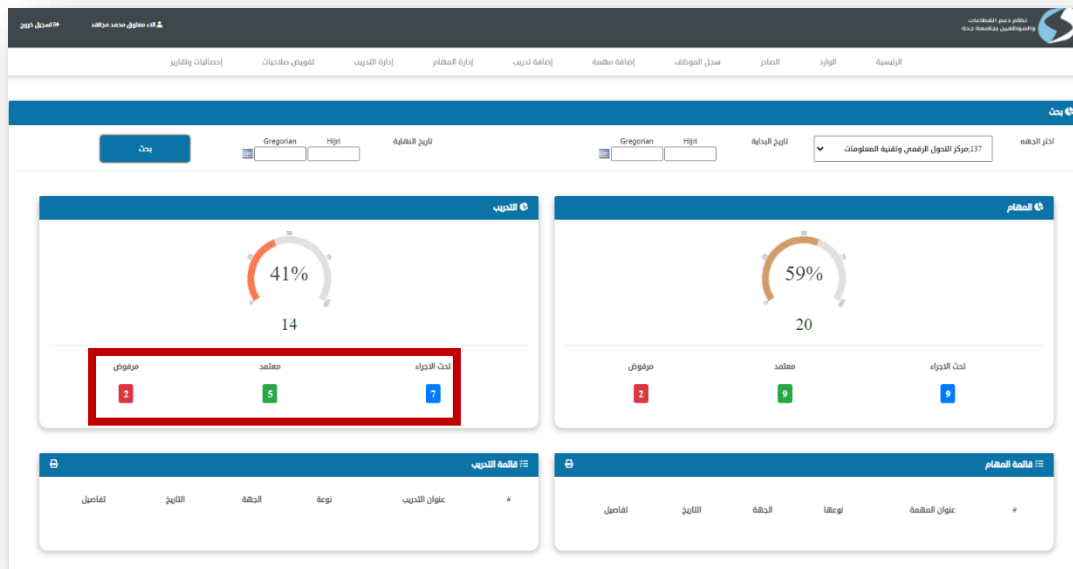 نظام دعم القطاعات
والموظفين بجامعة جدة
الاء معتوق محمد مجاهد
تسجيل خروج
الرئيسية الوارد الصادر سجل الموظف إضافة مهمة إضافة تدريب إدارة المهام إدارة التدريب تفويض صلاحيات إحصائيات وتقارير
بحث
اختر الجهه
137;مركز التحول الرقمي وتقنية المعلومات
تاريخ البداية
Hijri Gregorian
تاريخ النهاية
Hijri Gregorian
بحث
المهام
50
59%
20
تحت الاجراء معتمد مرفوض
9 9 2
التدريب
50
41%
14
تحت الاجراء معتمد مرفوض
7 5 2
قائمة المهام
# عنوان المهمة نوعها الجهة التاريخ تفاصيل
قائمة التدريب
# عنوان التدريب نوعة الجهة التاريخ تفاصيل